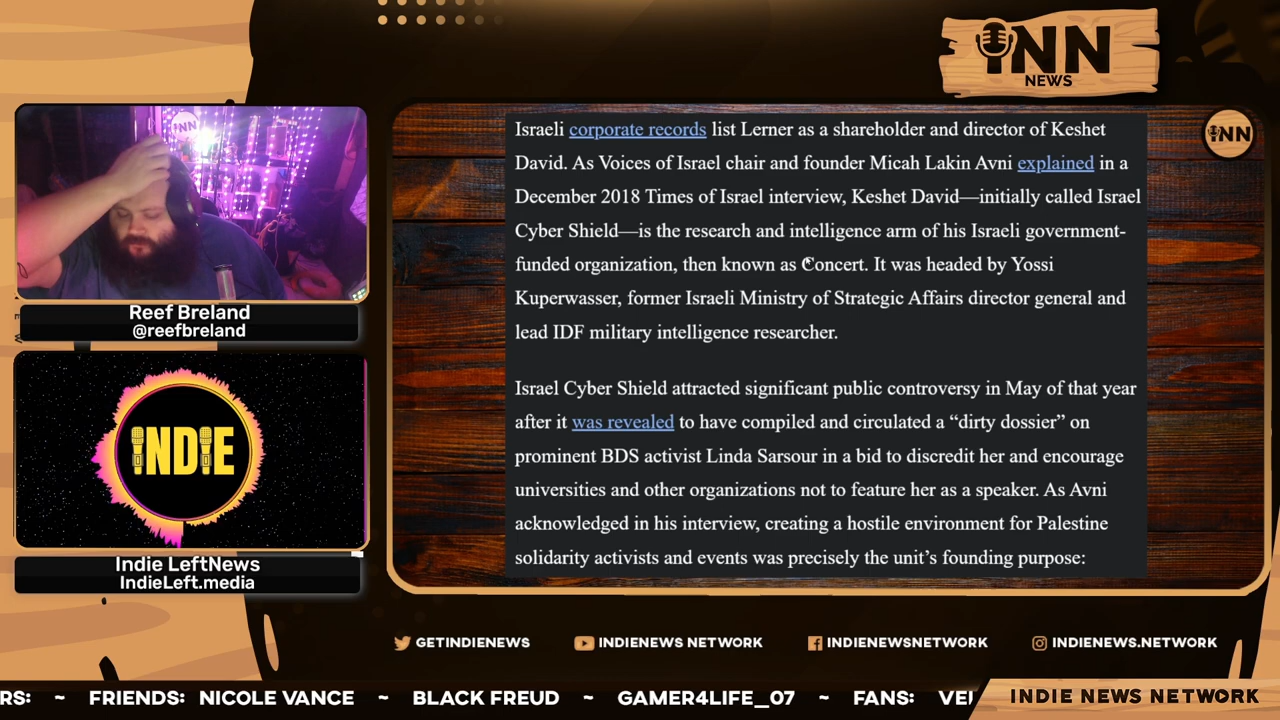 iNN
NEWS
iNN
Israeli corporate records list Lerner as a shareholder and director of Keshet
David. As Voices of Israel chair and founder Micah Lakin Avni explained in a
December 2018 Times of Israel interview, Keshet David—initially called Israel
Cyber Shield—is the research and intelligence arm of his Israeli government-
funded organization, then known as Concert. It was headed by Yossi
Kuperwasser, former Israeli Ministry of Strategic Affairs director general and
lead IDF military intelligence researcher.
Israel Cyber Shield attracted significant public controversy in May of that year
after it was revealed to have compiled and circulated a “dirty dossier” on
prominent BDS activist Linda Sarsour in a bid to discredit her and encourage
universities and other organizations not to feature her as a speaker. As Avni
acknowledged in his interview, creating a hostile environment for Palestine
solidarity activists and events was precisely the unit’s founding purpose:
Reef Breland
@reefbreland
iNDiE
Indie LeftNews
IndieLeft.media
GETINDIENEWS
INDIENEWS NETWORK
INDIENEWSNETWORK
INDIENEWS.NETWORK
RS: ~ FRIENDS: NICOLE VANCE ~ BLACK FREUD ~ GAMER4LIFE_07 ~ FANS:
INDIE NEWS NETWORK